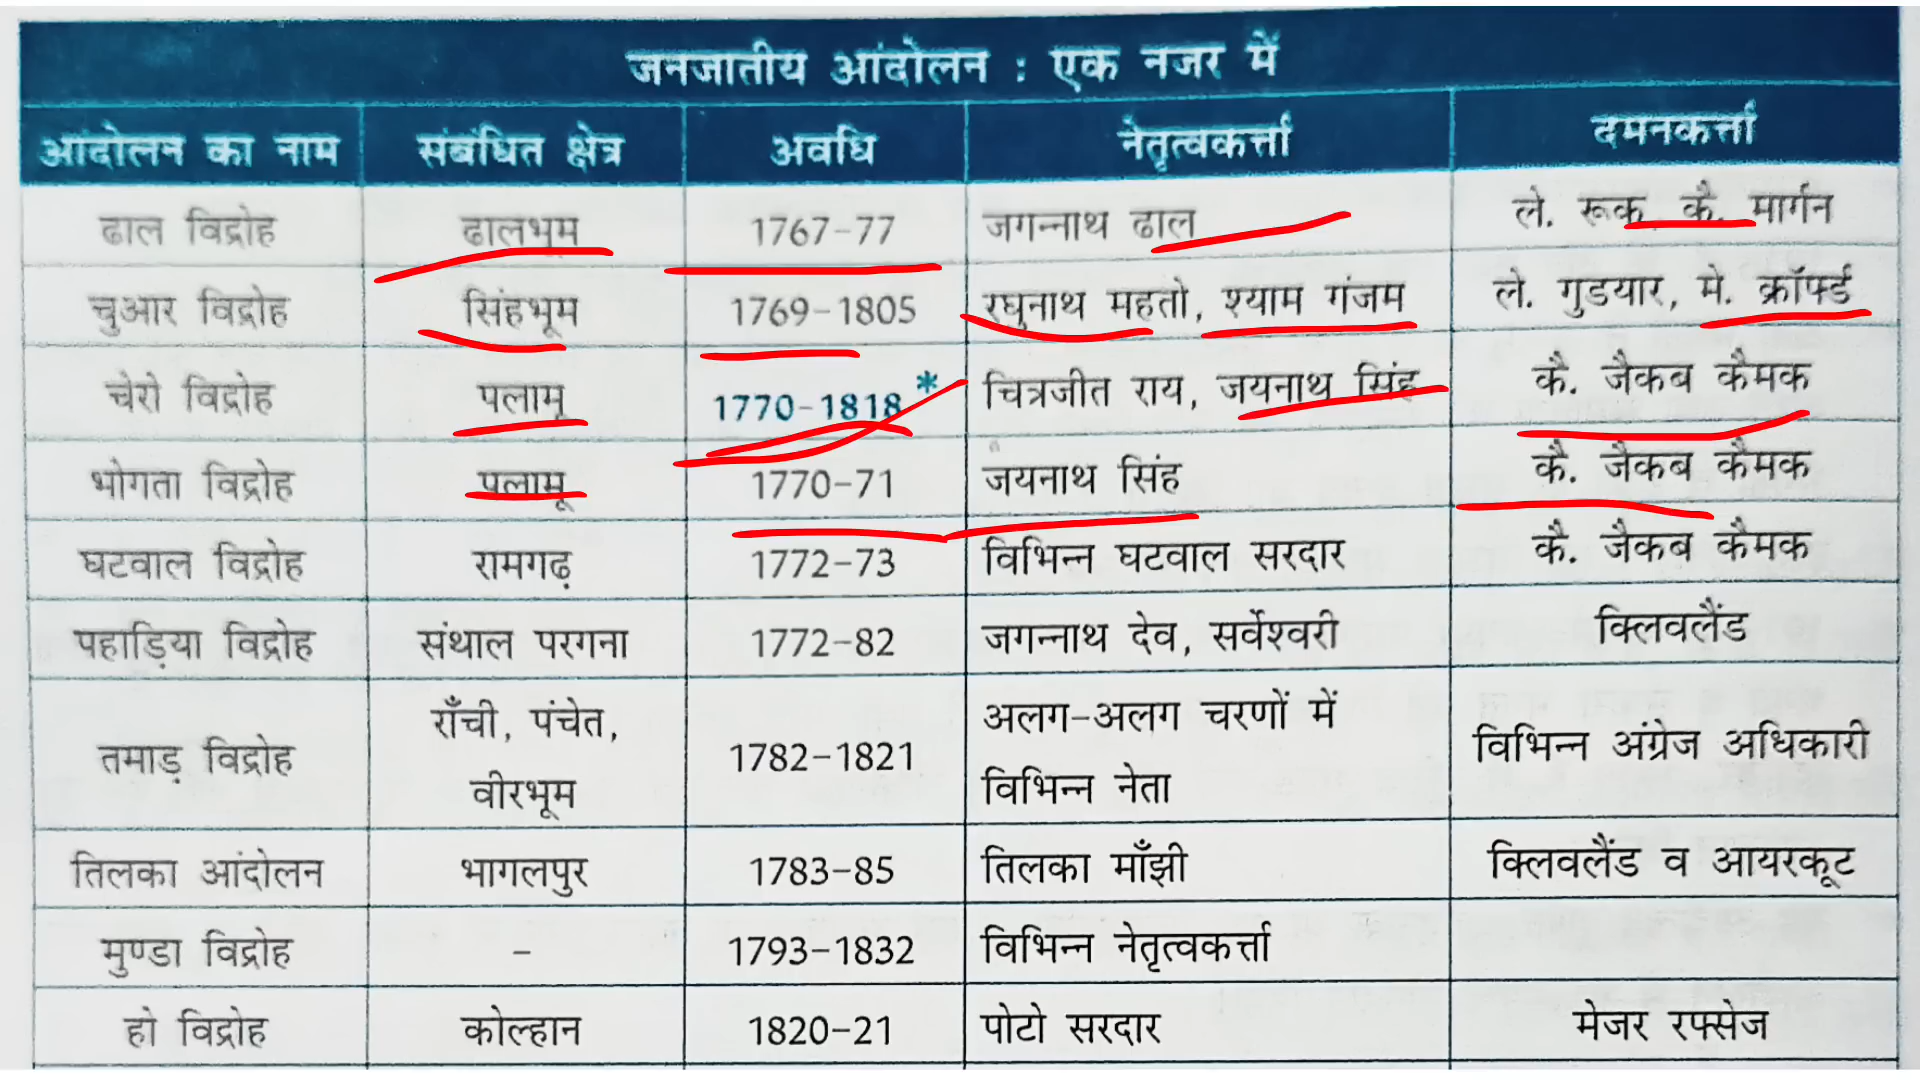 जनजातीय आंदोलन : एक नजर में
आंदोलन का नाम संबंधित क्षेत्र अवधि नेतृत्वकर्त्ता दमनकर्त्ता
ढाल विद्रोह ढालभूम 1767-77 जगन्नाथ ढाल ले. रूक, कै. मार्गन
चुआर विद्रोह सिंहभूम 1769-1805 रघुनाथ महतो, श्याम गंजम ले. गुडयार, मे. क्रॉफ्र्ड
चेरो विद्रोह पलामू 1770-1818* चित्रजीत राय, जयनाथ सिंह कै. जैकब कैमक
भोगता विद्रोह पलामू 1770-71 जयनाथ सिंह कै. जैकब कैमक
घटवाल विद्रोह रामगढ़ 1772-73 विभिन्न घटवाल सरदार कै. जैकब कैमक
पहाड़िया विद्रोह संथाल परगना 1772-82 जगन्नाथ देव, सर्वेश्वरी क्लिवलैंड
तमाड़ विद्रोह राँची, पंचेत, वीरभूम 1782-1821 अलग-अलग चरणों में विभिन्न नेता विभिन्न अंग्रेज अधिकारी
तिलका आंदोलन भागलपुर 1783-85 तिलका माँझी क्लिवलैंड व आयरकूट
मुण्डा विद्रोह - 1793-1832 विभिन्न नेतृत्वकर्त्ता
हो विद्रोह कोल्हान 1820-21 पोटो सरदार मेजर रफ्सेज